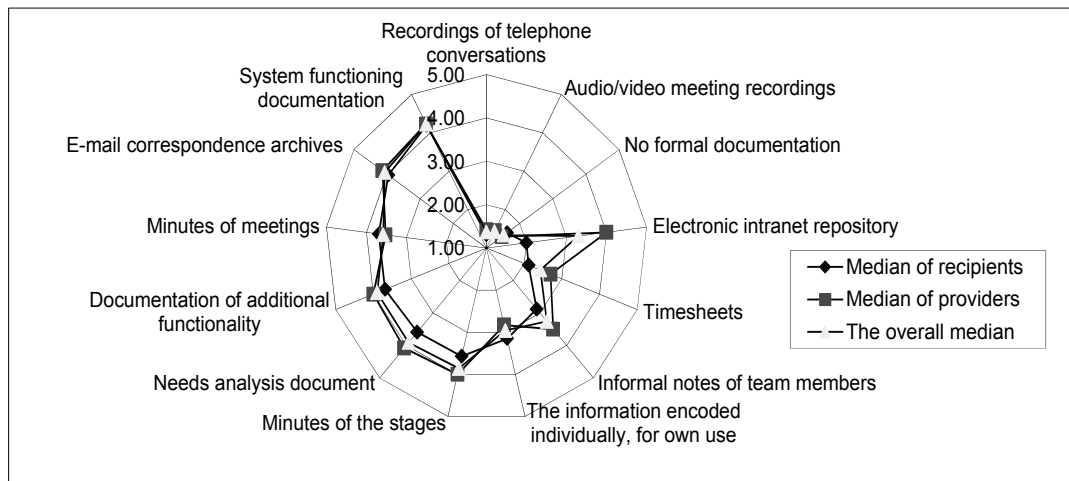 Recordings of telephone
conversations
Audio/video meeting recordings
No formal documentation
Electronic intranet repository
Timesheets
Informal notes of team members
The information encoded
individually, for own use
Minutes of the stages
Needs analysis document
Documentation of additional
functionality
Minutes of meetings
E-mail correspondence archives
System functioning
documentation
5.00
4.00
3.00
2.00
1.00
Median of recipients
Median of providers
The overall median